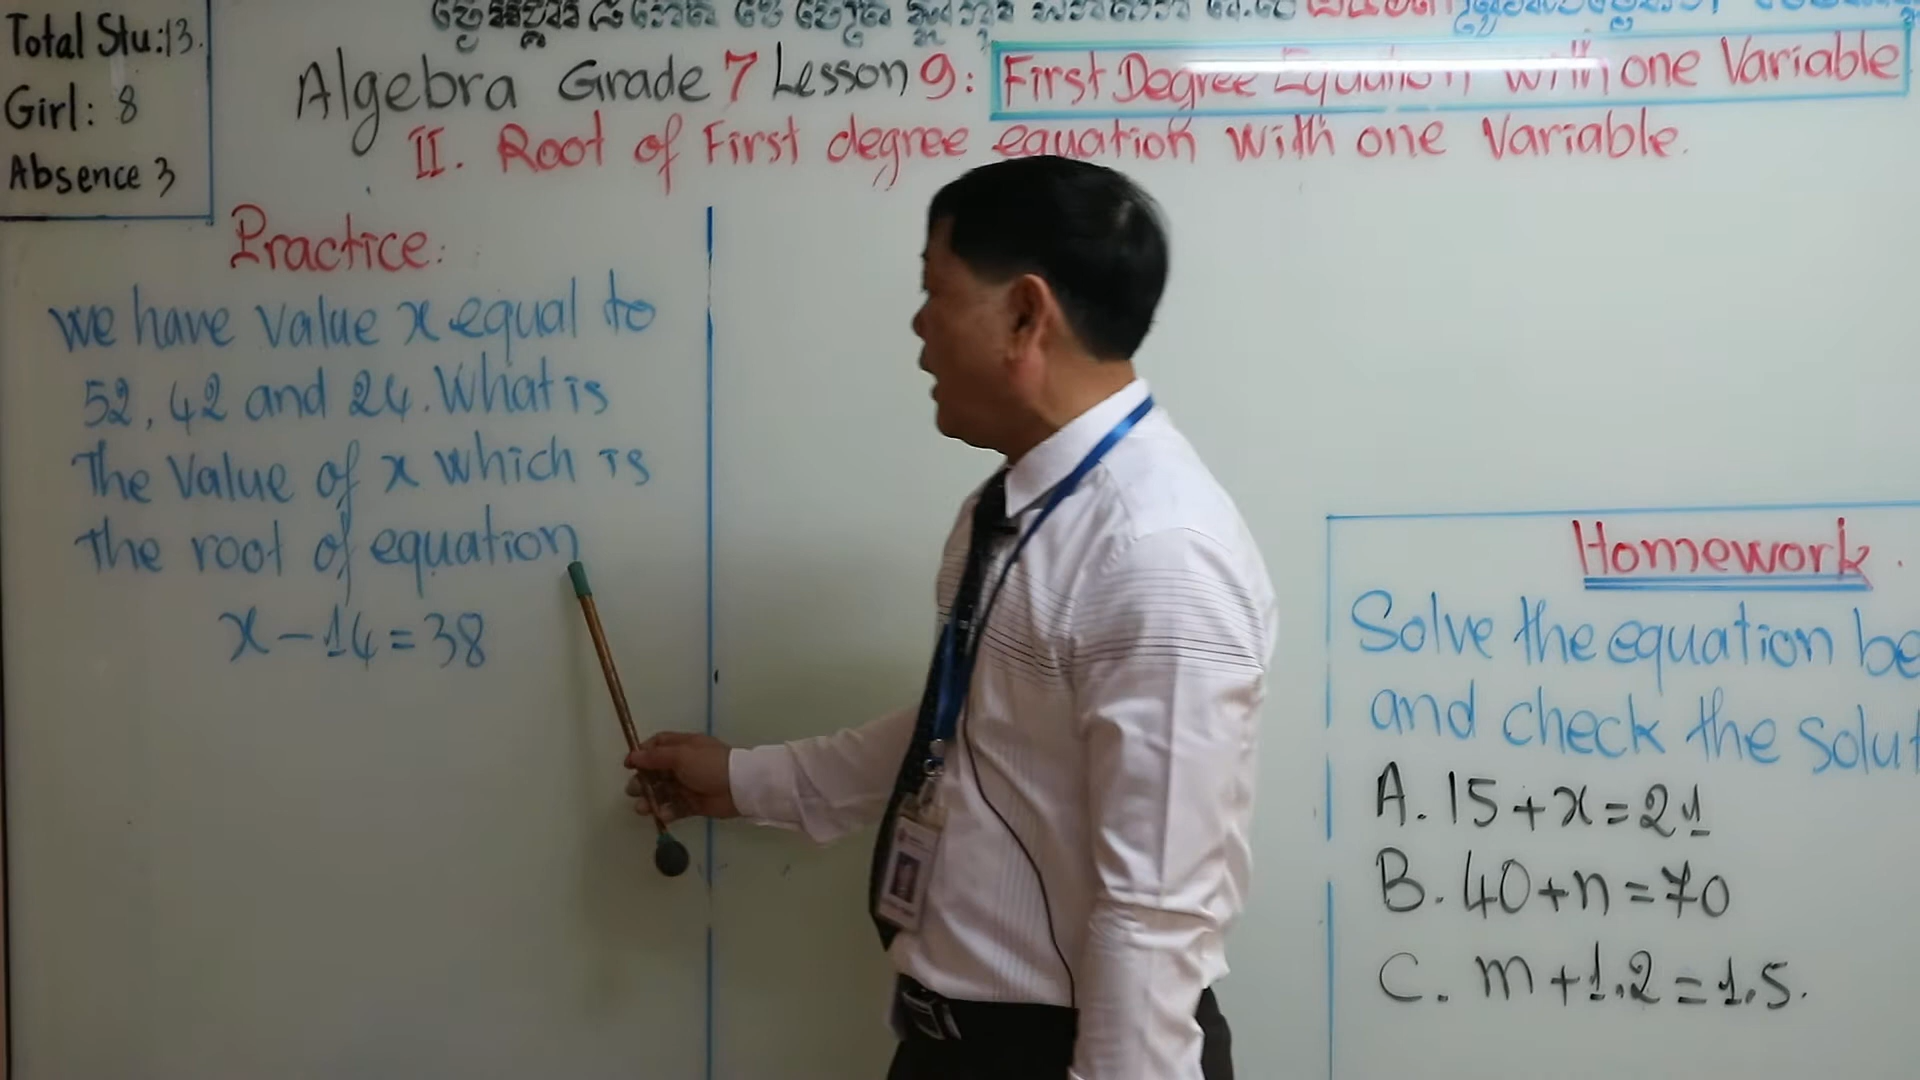 Total Stu:13.
Girl: 8
Absence 3
Algebra Grade 7 Lesson 9: First Degree Equation with one Variable
II. Root of First degree equation with one Variable.
Practice:
we have value x equal to
52, 42 and 24. What is
The Value of x which is
the root of equation
x - 14 = 38
Homework.
Solve the equation be
and check the solut
A. 15 + x = 21
B. 40 + n = 70
C. m + 1.2 = 1.5.